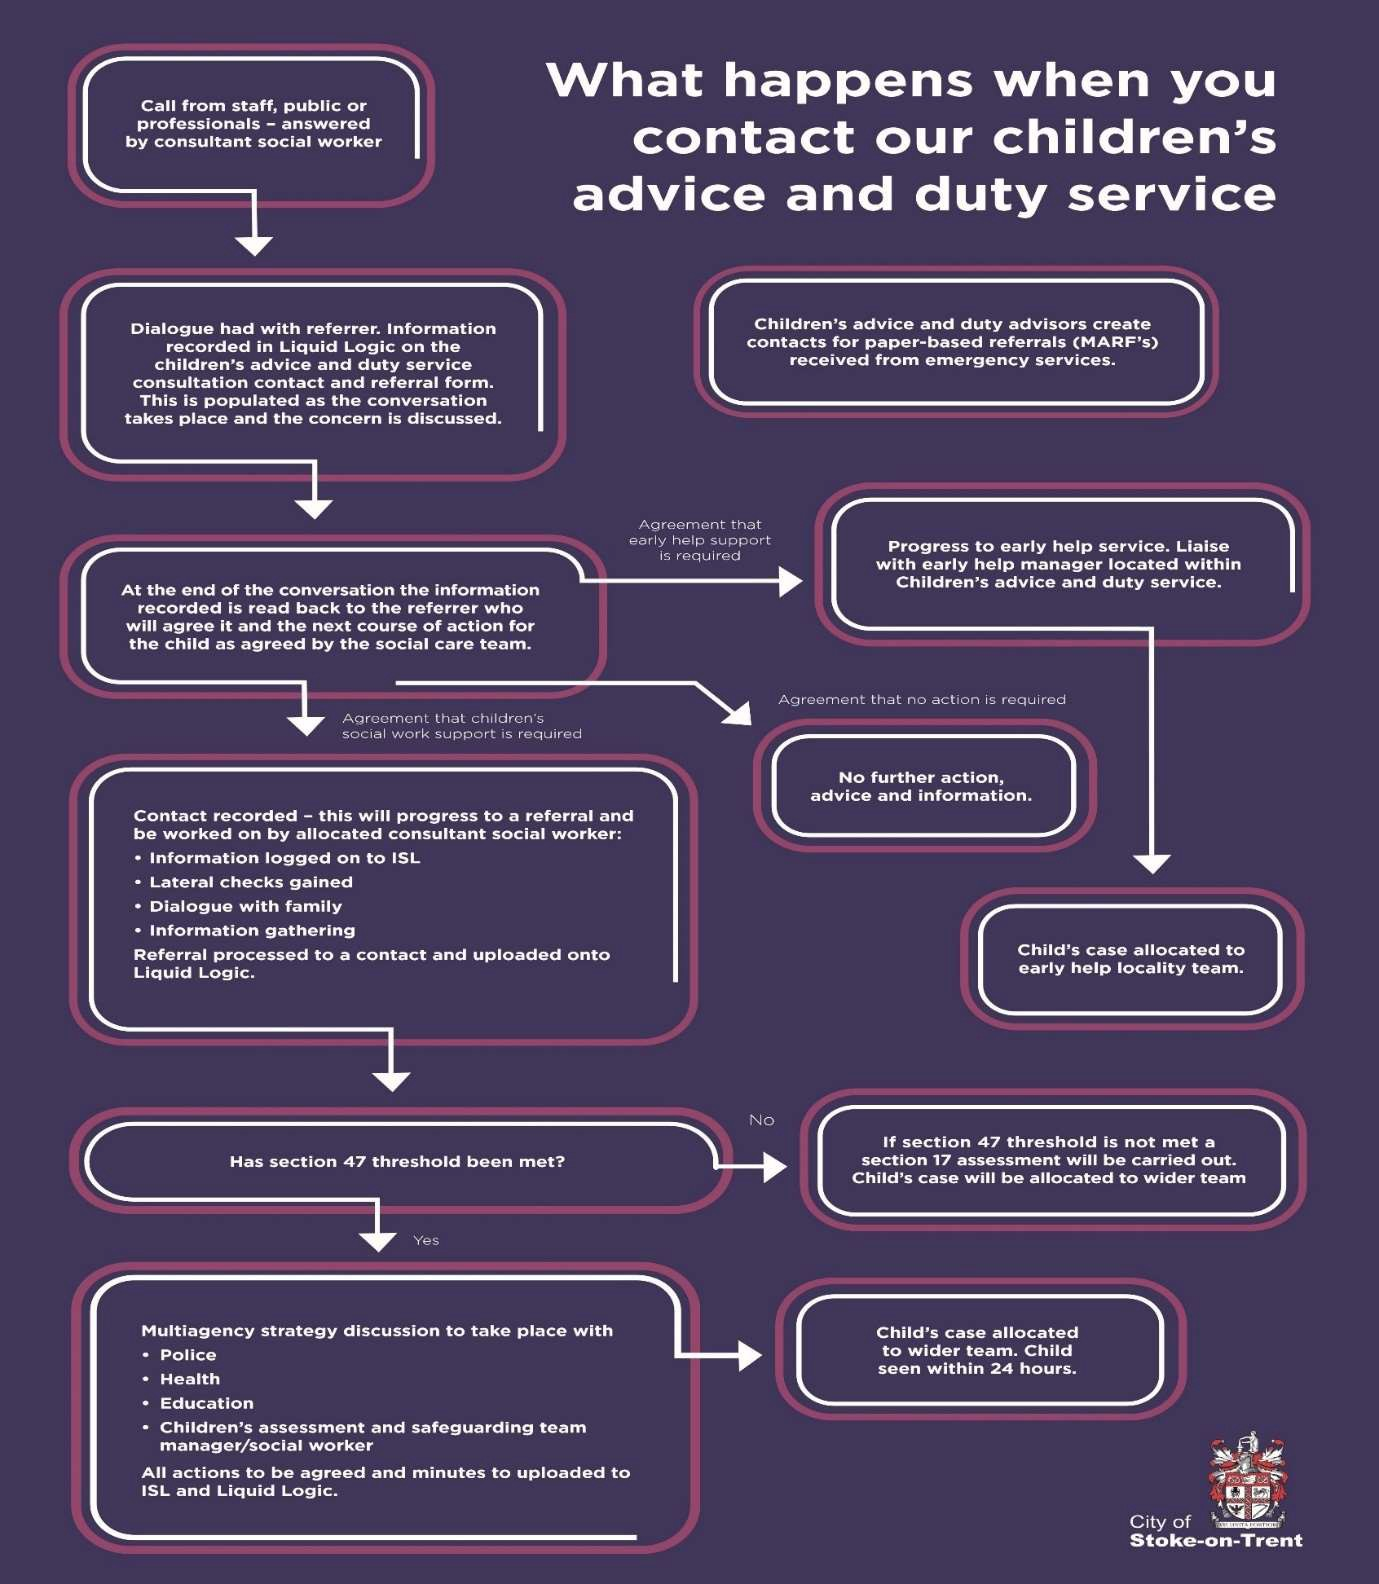 What happens when you
contact our children's
advice and duty service
Call from staff, public or
professionals – answered
by consultant social worker
Dialogue had with referrer. Information
recorded in Liquid Logic on the
children's advice and duty service
consultation contact and referral form.
This is populated as the conversation
takes place and the concern is discussed.
Children's advice and duty advisors create
contacts for paper-based referrals (MARF's)
received from emergency services.
At the end of the conversation the information
recorded is read back to the referrer who
will agree it and the next course of action for
the child as agreed by the social care team.
Agreement that
early help support
is required
Progress to early help service. Liaise
with early help manager located within
Children's advice and duty service.
Agreement that no action is required
No further action,
advice and information.
Agreement that children's
social work support is required
Contact recorded – this will progress to a referral and
be worked on by allocated consultant social worker:
• Information logged on to ISL
• Lateral checks gained
• Dialogue with family
• Information gathering
Referral processed to a contact and uploaded onto
Liquid Logic.
Child's case allocated to
early help locality team.
Has section 47 threshold been met?
No
If section 47 threshold is not met a
section 17 assessment will be carried out.
Child's case will be allocated to wider team
Yes
Multiagency strategy discussion to take place with
• Police
• Health
• Education
• Children's assessment and safeguarding team
manager/social worker
All actions to be agreed and minutes to uploaded to
ISL and Liquid Logic.
Child's case allocated
to wider team. Child
seen within 24 hours.
City of
Stoke-on-Trent